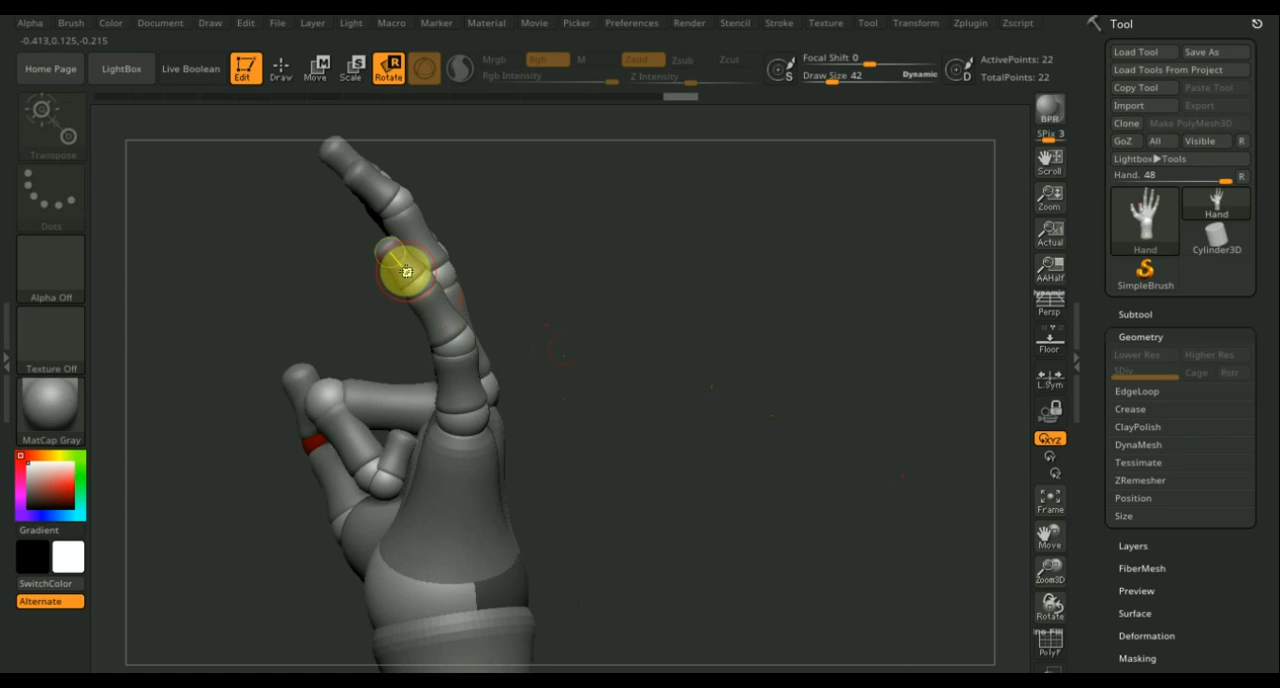 Alpha Brush Color Document Draw Edit File Layer Light Macro Marker Material Movie Picker Preferences Render Stencil Stroke Texture Tool Transform Zplugin Zscript
-0.413,0.125,-0.215
Home Page LightBox Live Boolean Edit Draw Move Scale Rotate
Mrgb Rgb M Zadd Zsub Zcut
Rgb Intensity Z Intensity
S Focal Shift 0
Draw Size 42 Dynamic
D ActivePoints: 22
TotalPoints: 22
Transpose
Dots
Alpha Off
Texture Off
MatCap Gray
Gradient
SwitchColor
Alternate
BPR
SPix 3
Scroll
Zoom
Actual
AAHalf
Dynamic
Persp
Floor
L.Sym
XYZ
Y
Z
Frame
Move
Zoom3D
Rotate
Line Fill
PolyF
Tool
Load Tool Save As
Load Tools From Project
Copy Tool Paste Tool
Import Export
Clone Make PolyMesh3D
GoZ All Visible R
Lightbox▶Tools
Hand. 48 R
Hand
Hand
Cylinder3D
SimpleBrush
Subtool
Geometry
Lower Res Higher Res
SDiv Cage Rstr
EdgeLoop
Crease
ClayPolish
DynaMesh
Tessimate
ZRemesher
Position
Size
Layers
FiberMesh
Preview
Surface
Deformation
Masking